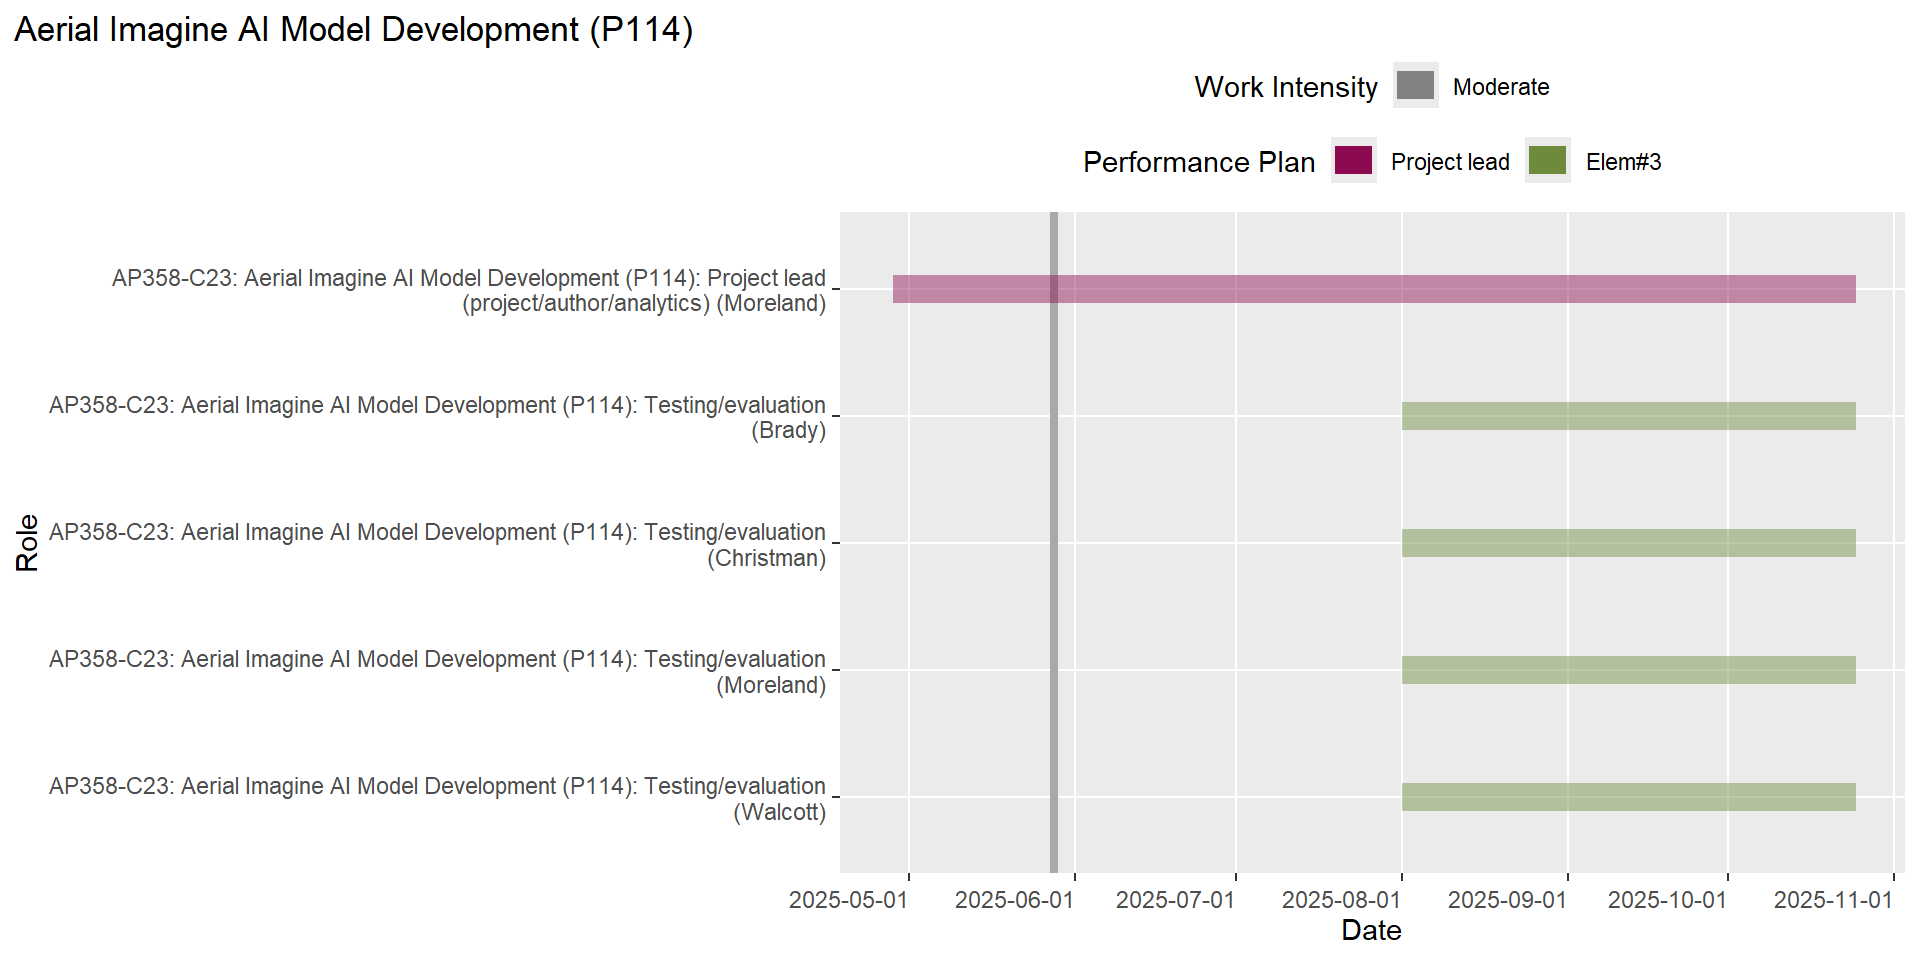 Aerial Imagine AI Model Development (P114)
Work Intensity Moderate
Performance Plan Project lead Elem#3
AP358-C23: Aerial Imagine AI Model Development (P114): Project lead
(project/author/analytics) (Moreland)
AP358-C23: Aerial Imagine AI Model Development (P114): Testing/evaluation
(Brady)
AP358-C23: Aerial Imagine AI Model Development (P114): Testing/evaluation
(Christman)
AP358-C23: Aerial Imagine AI Model Development (P114): Testing/evaluation
(Moreland)
AP358-C23: Aerial Imagine AI Model Development (P114): Testing/evaluation
(Walcott)
Role
2025-05-01 2025-06-01 2025-07-01 2025-08-01 2025-09-01 2025-10-01 2025-11-01
Date